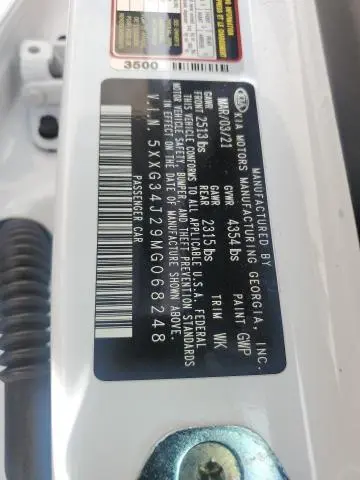 MANUFACTURED BY
KIA
KIA MOTORS MANUFACTURING GEORGIA, INC.
MAR/03/21 GVWR 4354 lbs PAINT GWP
GAWR GAWR TRIM WK
FRONT 2513 lbs REAR 2315 lbs
THIS VEHICLE CONFORMS TO ALL APPLICABLE U.S.A. FEDERAL
MOTOR VEHICLE SAFETY, BUMPER, AND THEFT PREVENTION STANDARDS
IN EFFECT ON THE DATE OF MANUFACTURE SHOWN ABOVE.
V.I.N. 5XXG34J29MG068248
PASSENGER CAR
3500